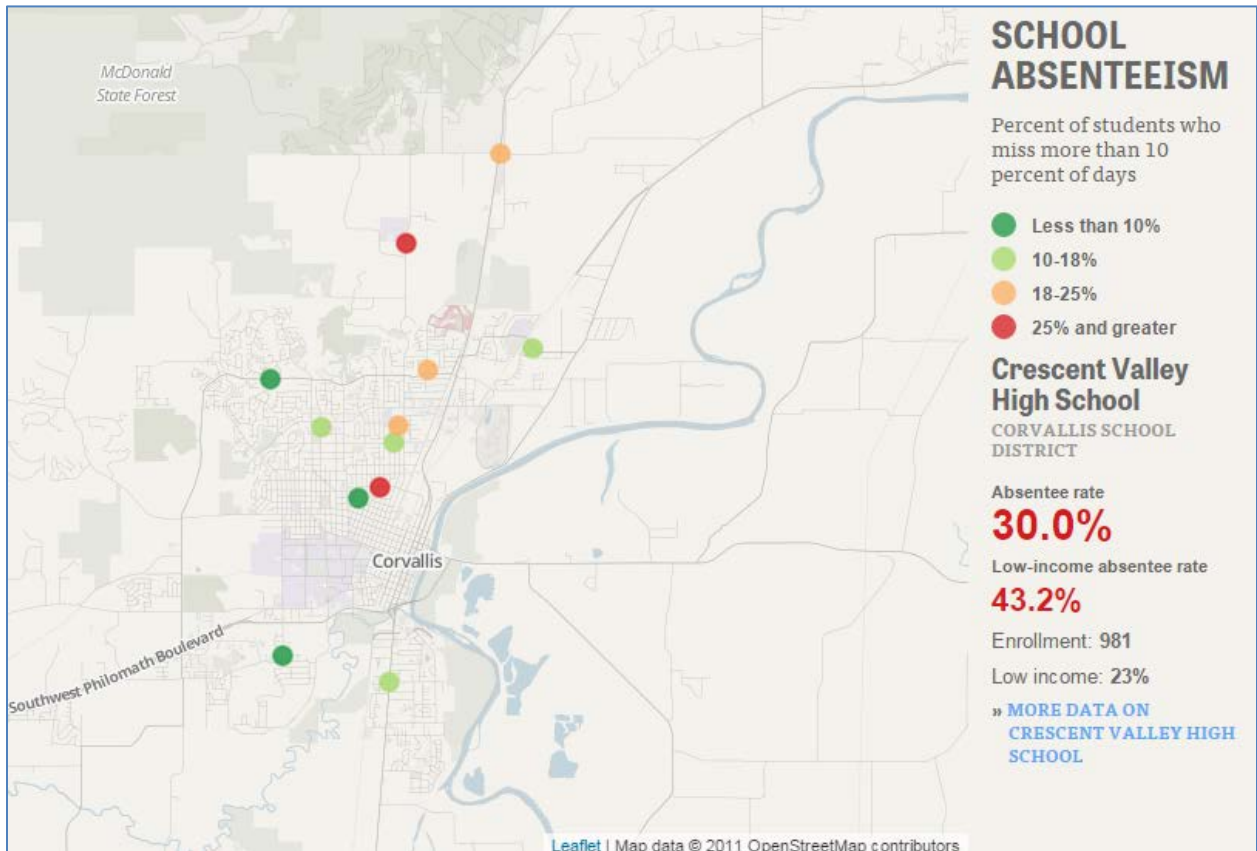 McDonald
State Forest
Corvallis
Southwest Philomath Boulevard
Leaflet | Map data © 2011 OpenStreetMap contributors
SCHOOL
ABSENTEEISM
Percent of students who
miss more than 10
percent of days
Less than 10%
10-18%
18-25%
25% and greater
Crescent Valley
High School
CORVALLIS SCHOOL
DISTRICT
Absentee rate
30.0%
Low-income absentee rate
43.2%
Enrollment: 981
Low income: 23%
» MORE DATA ON
CRESCENT VALLEY HIGH
SCHOOL